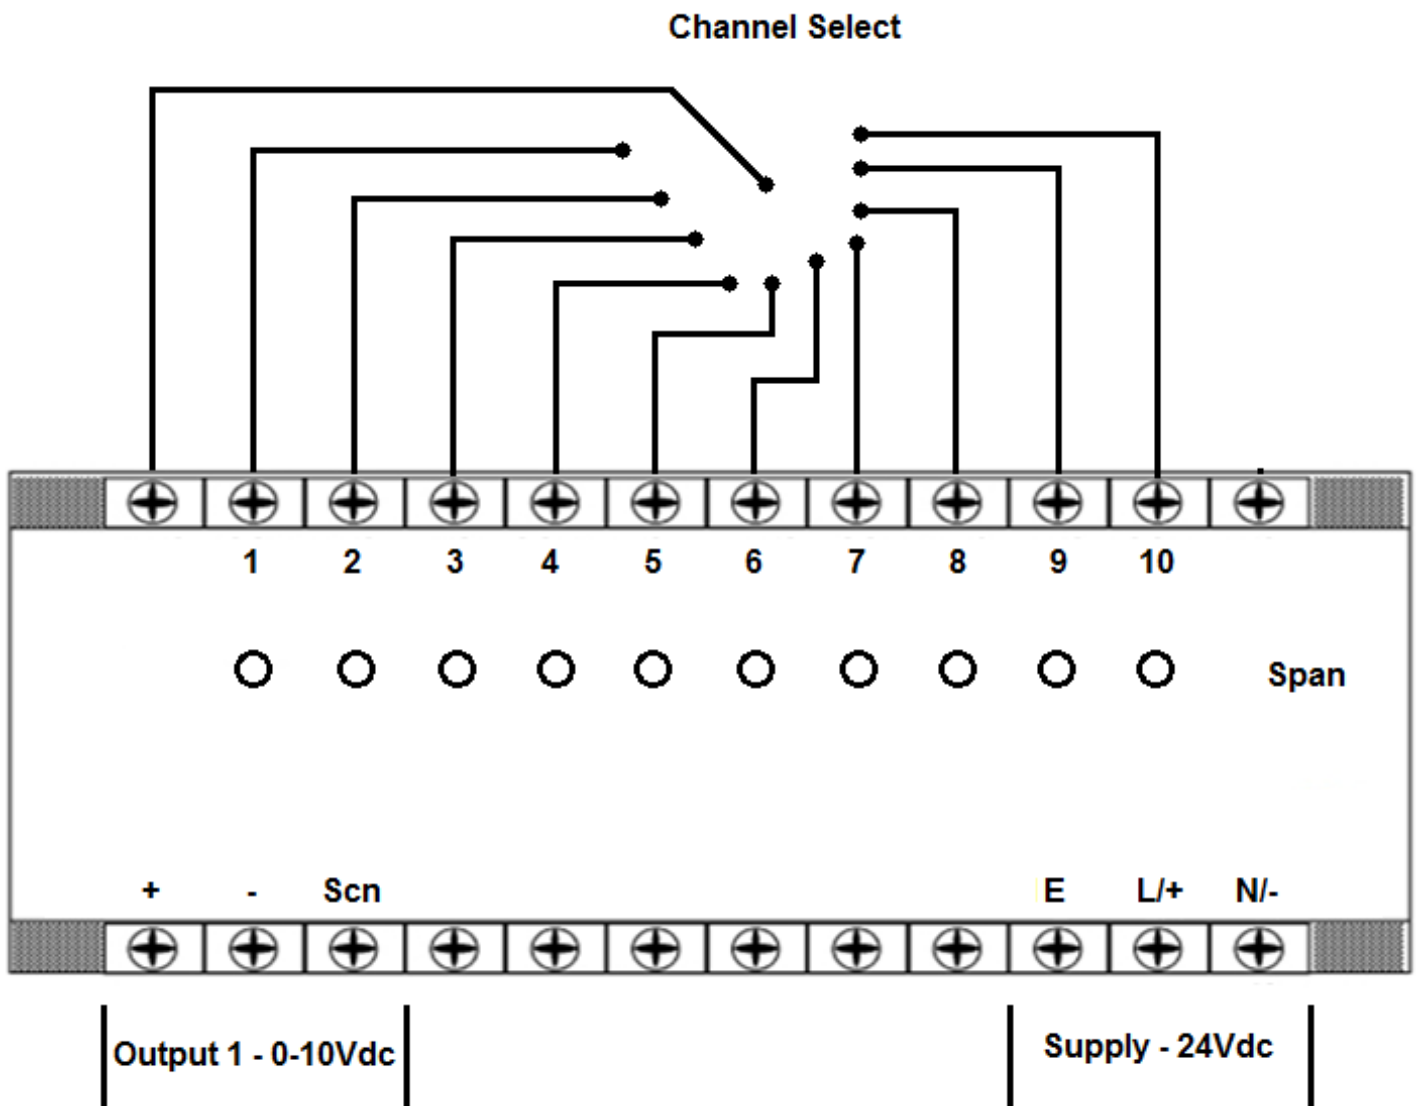 Channel Select
1 2 3 4 5 6 7 8 9 10
Span
+ - Scn E L/+ N/-
Output 1 - 0-10Vdc Supply - 24Vdc